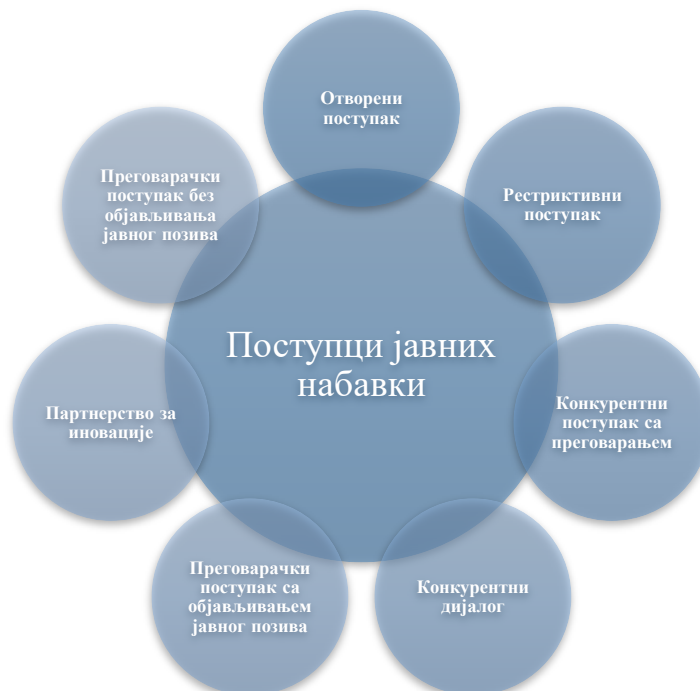 Отворени
поступак
Рестриктивни
поступак
Конкурентни
поступак са
преговарањем
Конкурентни
дијалог
Преговарачки
поступак са
објављивањем
јавног позива
Партнерство за
иновације
Преговарачки
поступак без
објављивања
јавног позива
Поступци јавних
набавки